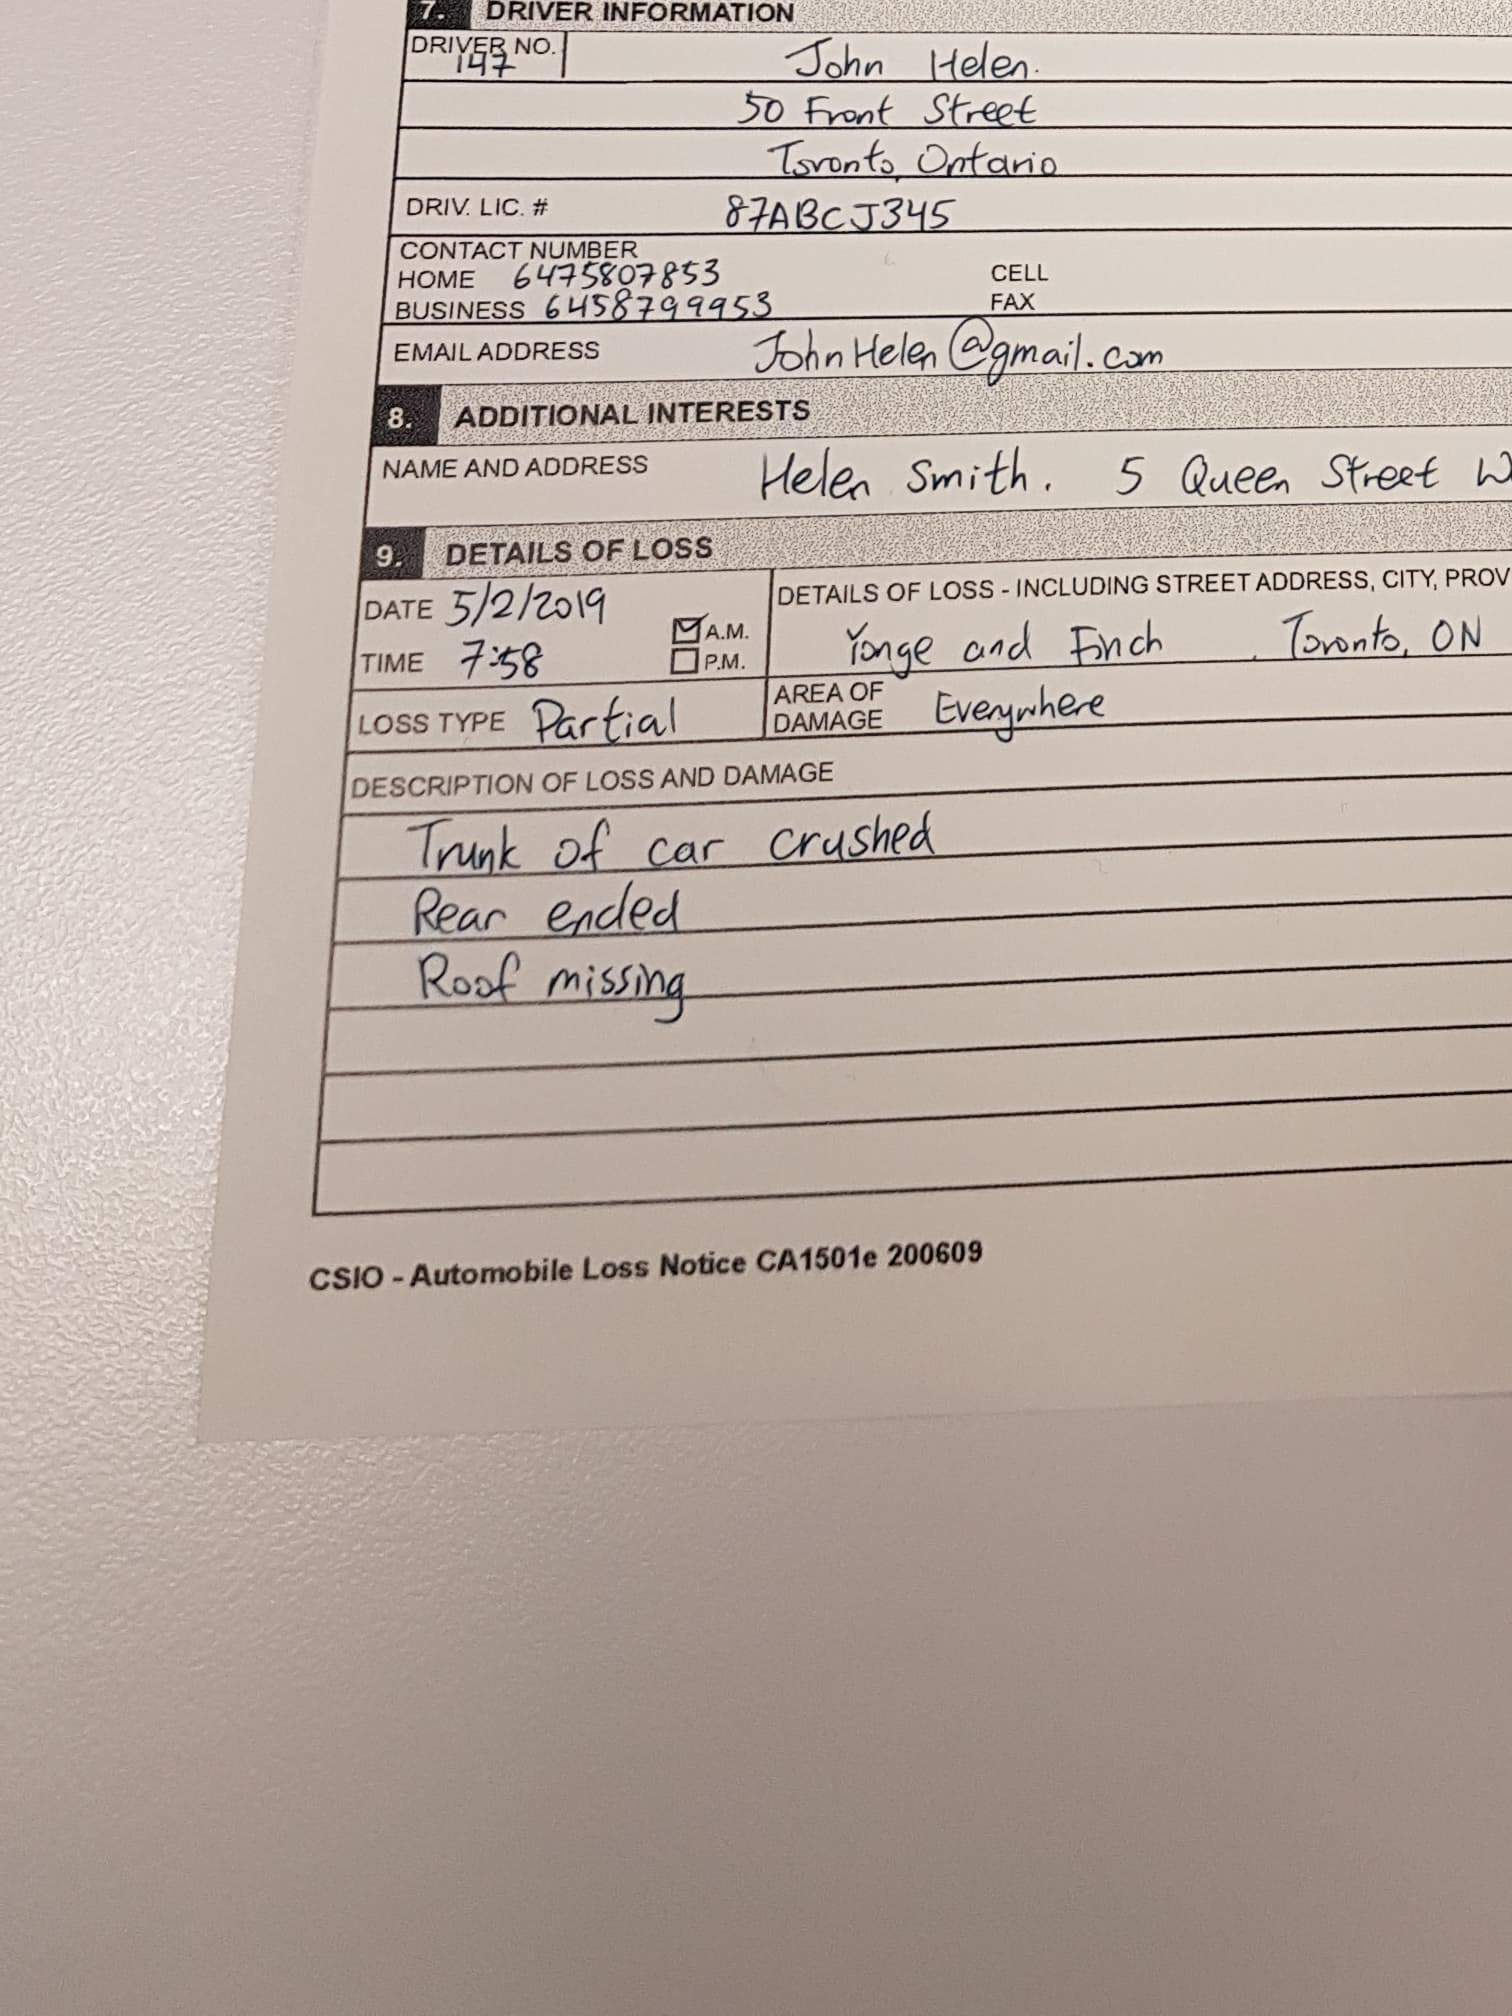 7. DRIVER INFORMATION
DRIVER NO. John Helen.
147
50 Front Street
Toronto, Ontario
DRIV. LIC. # 87ABCJ345
CONTACT NUMBER
HOME 6475807853 CELL
BUSINESS 6458799953 FAX
EMAIL ADDRESS JohnHelen@gmail.com
8. ADDITIONAL INTERESTS
NAME AND ADDRESS Helen Smith. 5 Queen Street W
9. DETAILS OF LOSS
DATE 5/2/2019 A.M.
TIME 7:58 P.M.
DETAILS OF LOSS - INCLUDING STREET ADDRESS, CITY, PROV
Yonge and Finch Toronto, ON
LOSS TYPE Partial
AREA OF
DAMAGE Everywhere
DESCRIPTION OF LOSS AND DAMAGE
Trunk of car crushed
Rear ended
Roof missing
CSIO - Automobile Loss Notice CA1501e 200609